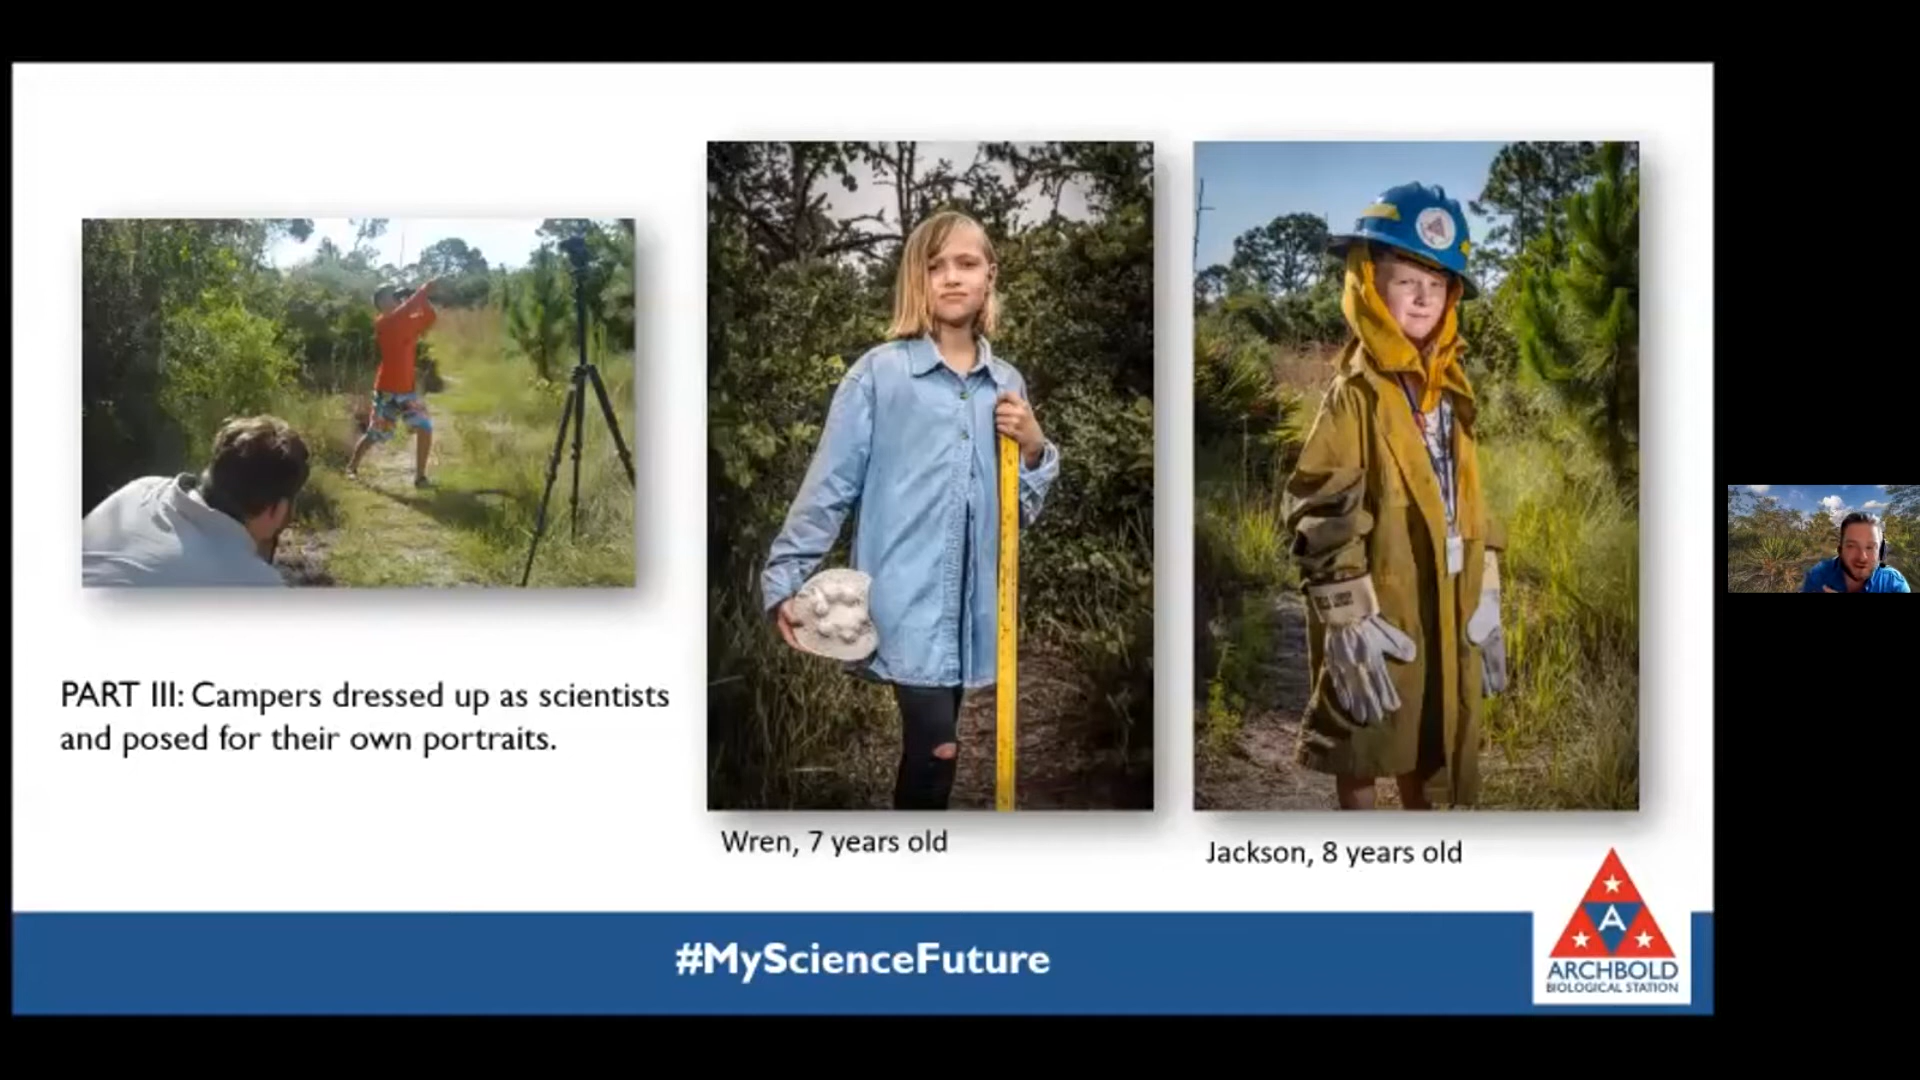 PART III: Campers dressed up as scientists
and posed for their own portraits.
Wren, 7 years old
Jackson, 8 years old
#MyScienceFuture
A
ARCHBOLD
BIOLOGICAL STATION